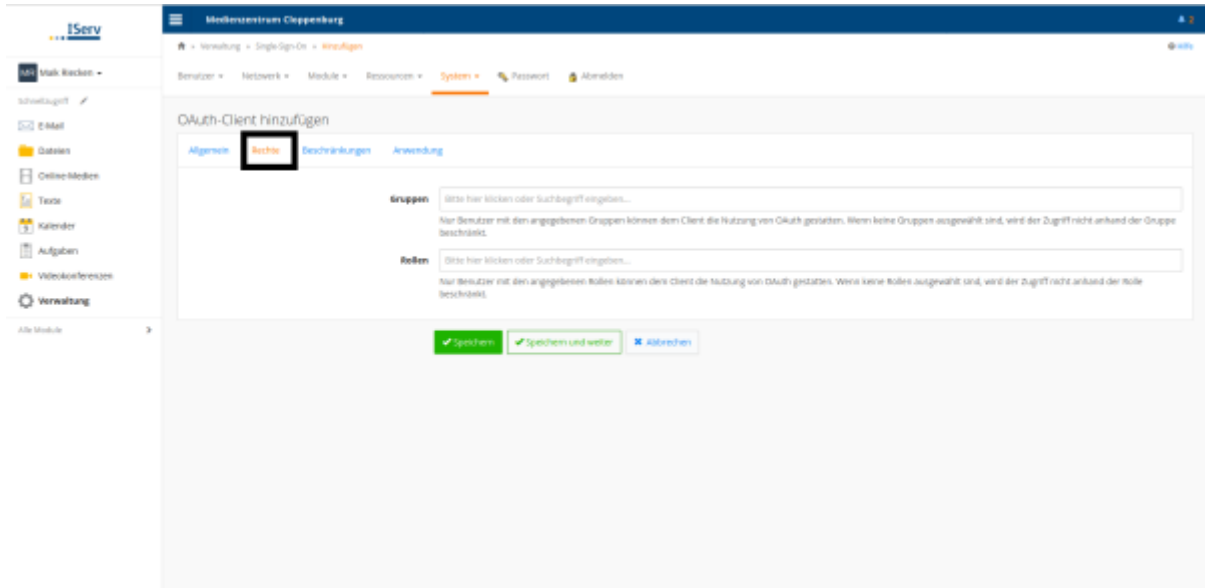 IServ
Medienzentrum Cloppenburg
2
Verwaltung » Single-Sign-On » Hinzufügen
Hilfe
MR Maik Riecken
Benutzer Netzwerk Module Ressourcen System Passwort Abmelden
Schnellzugriff
OAuth-Client hinzufügen
E-Mail
Allgemein Rechte Beschränkungen Anwendung
Dateien
Online-Medien
Gruppen Bitte hier klicken oder Suchbegriff eingeben...
Texte
Nur Benutzer mit den angegebenen Gruppen können dem Client die Nutzung von OAuth gestatten. Wenn keine Gruppen ausgewählt sind, wird der Zugriff nicht anhand der Gruppe
beschränkt.
Kalender
Aufgaben
Rollen Bitte hier klicken oder Suchbegriff eingeben...
Videokonferenzen
Nur Benutzer mit den angegebenen Rollen können dem Client die Nutzung von OAuth gestatten. Wenn keine Rollen ausgewählt sind, wird der Zugriff nicht anhand der Rolle
beschränkt.
Verwaltung
Alle Module
Speichern Speichern und weiter Abbrechen